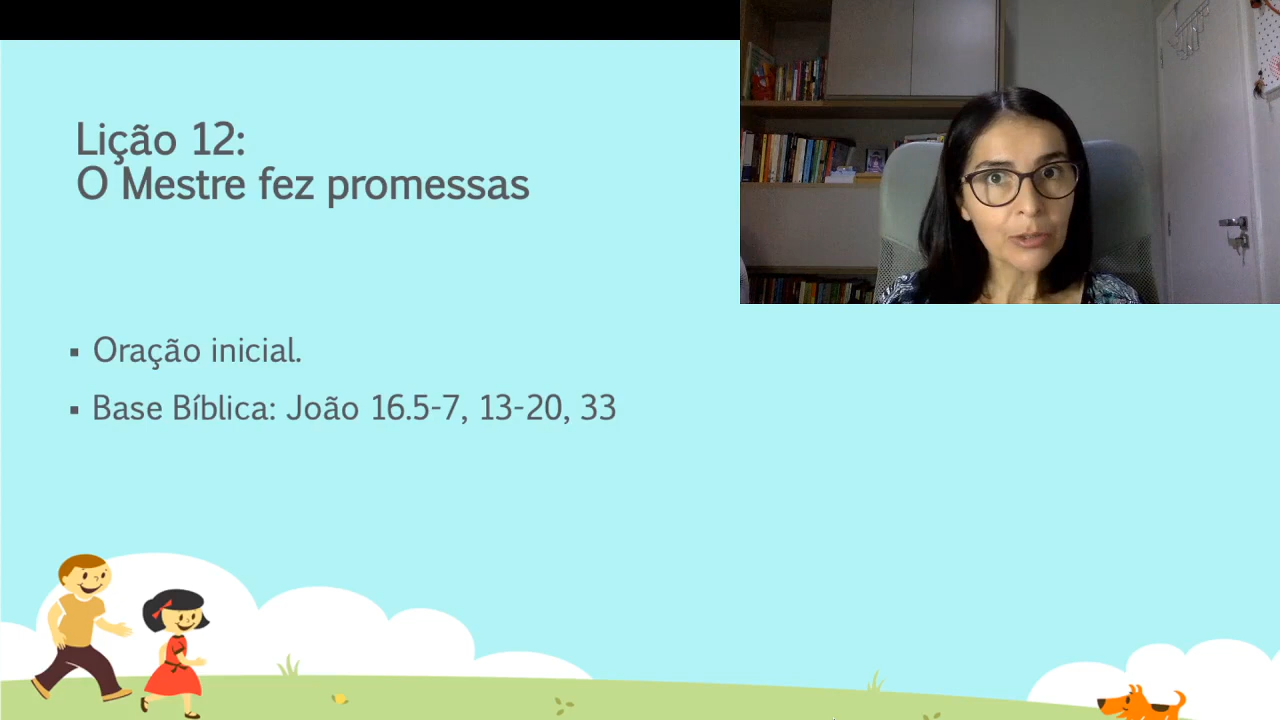 Lição 12:
O Mestre fez promessas
▪ Oração inicial.
▪ Base Bíblica: João 16.5-7, 13-20, 33